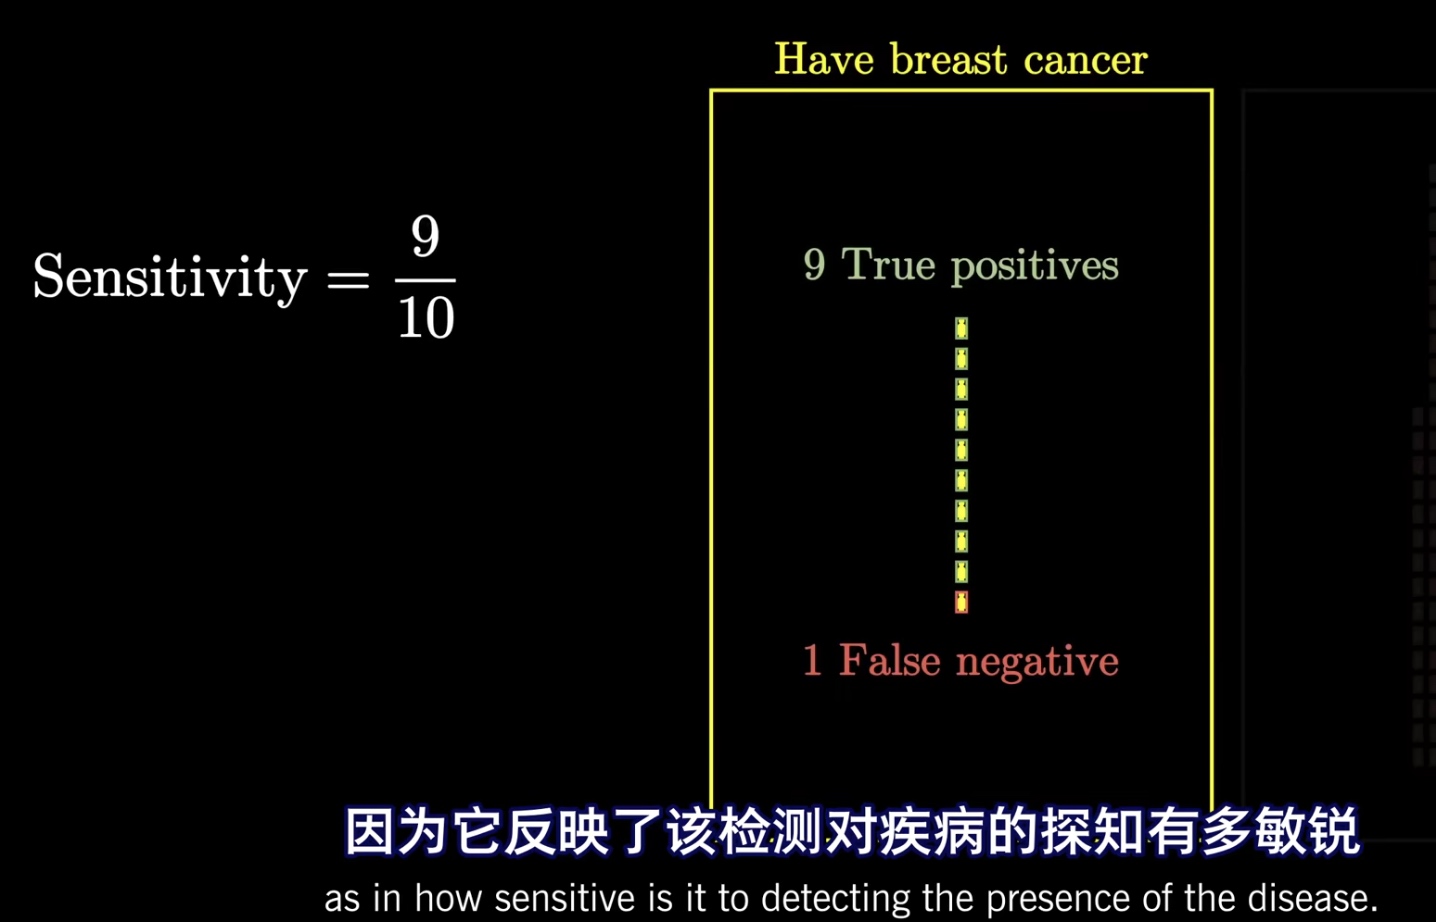 Have breast cancer
Sensitivity = 9/10
9 True positives
1 False negative
因为它反映了该检测对疾病的探知有多敏锐
as in how sensitive is it to detecting the presence of the disease.